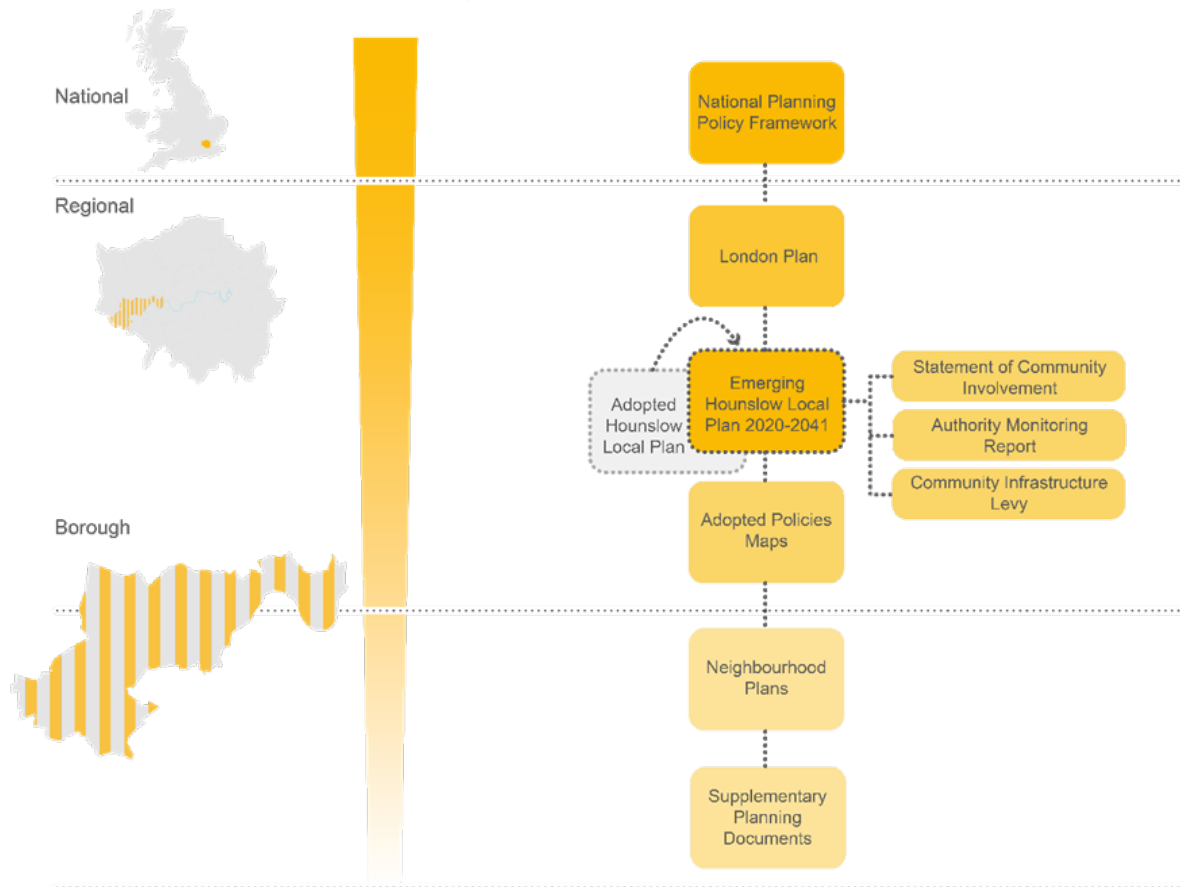 National
National Planning
Policy Framework
Regional
London Plan
Emerging
Hounslow Local
Plan 2020-2041
Adopted
Hounslow
Local Plan
Statement of Community
Involvement
Authority Monitoring
Report
Community Infrastructure
Levy
Borough
Adopted Policies
Maps
Neighbourhood
Plans
Supplementary
Planning
Documents